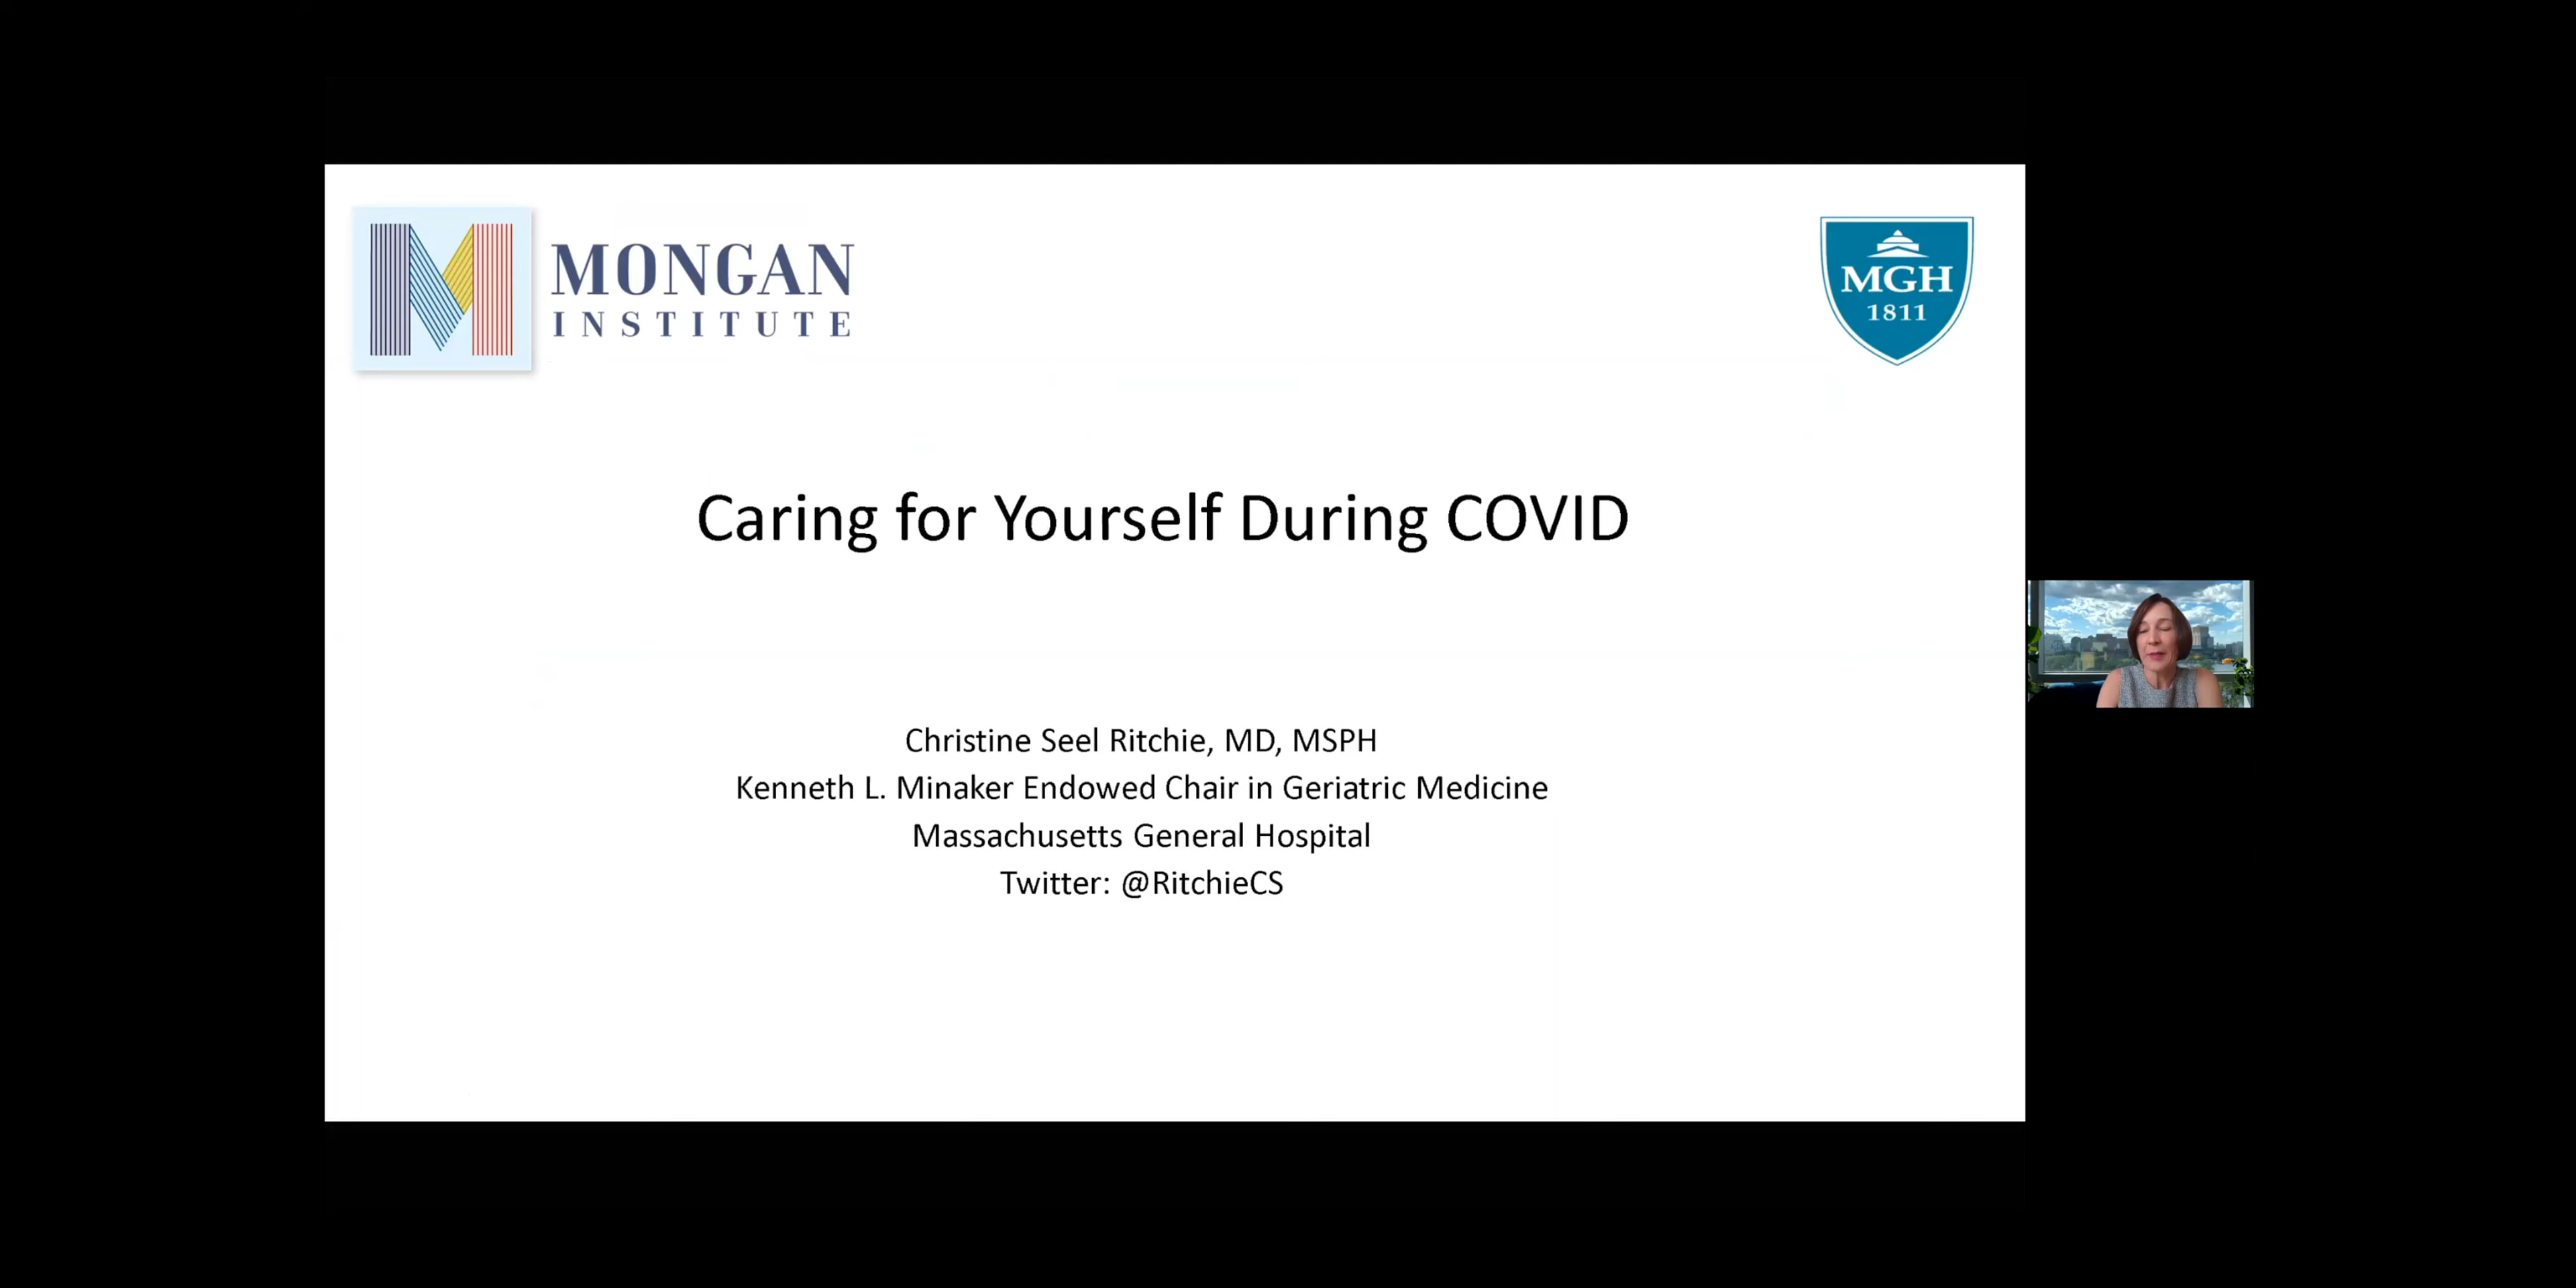 MONGAN
INSTITUTE
MGH
1811
Caring for Yourself During COVID
Christine Seel Ritchie, MD, MSPH
Kenneth L. Minaker Endowed Chair in Geriatric Medicine
Massachusetts General Hospital
Twitter: @RitchieCS